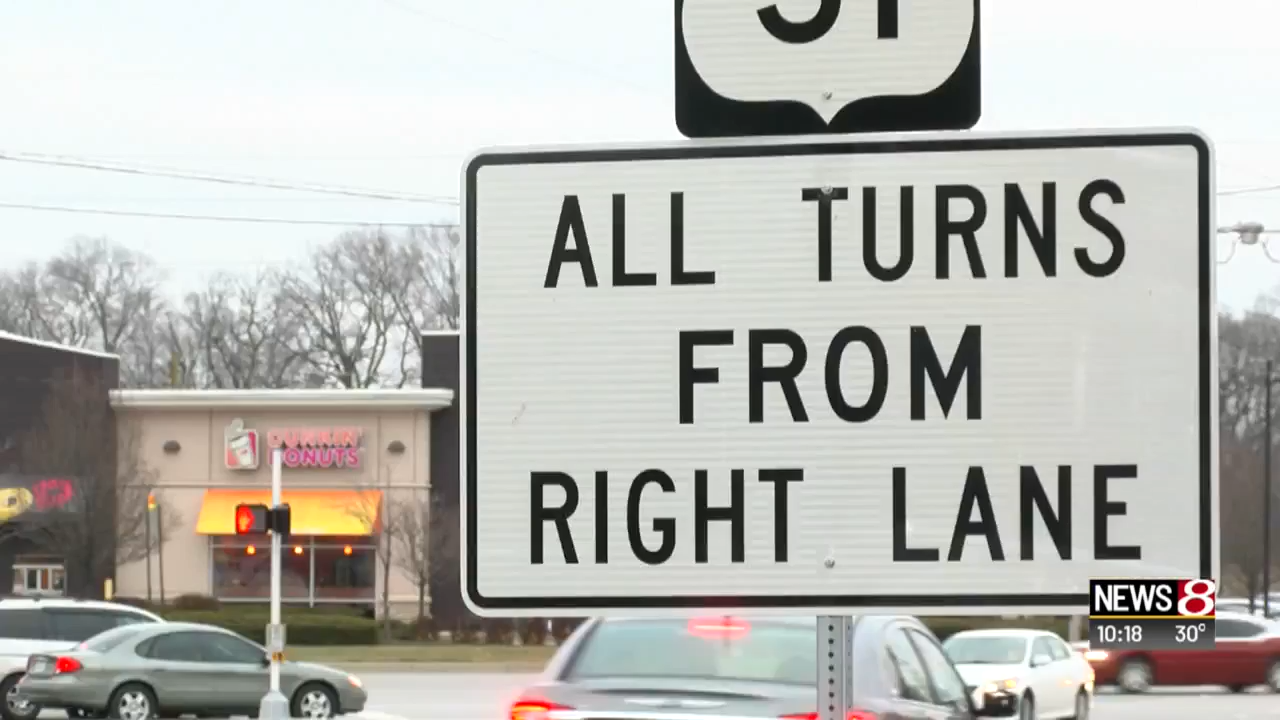 31
ALL TURNS
FROM
RIGHT LANE
DUNKIN'
DONUTS
NEWS 8
10:18 30°